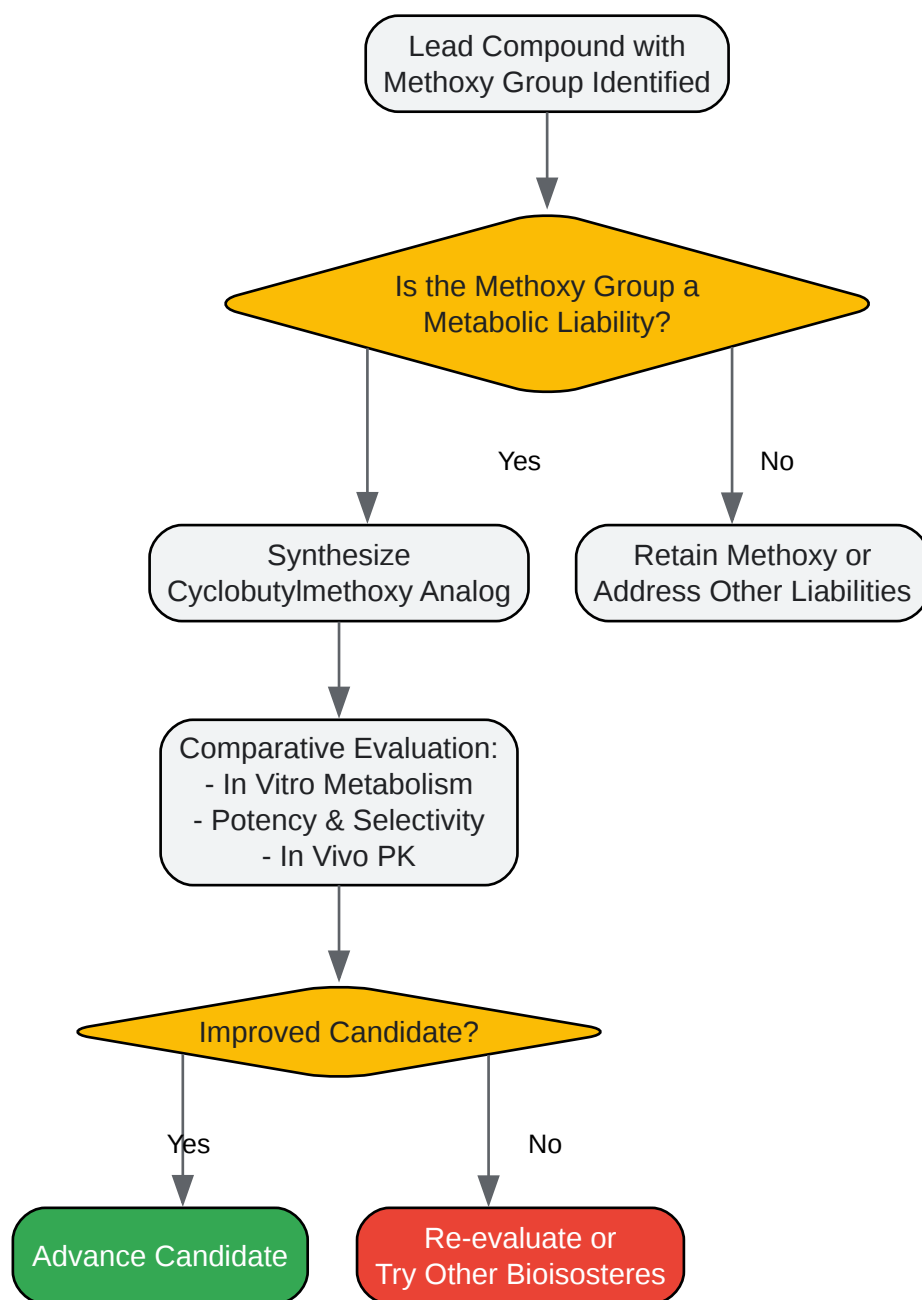 Lead Compound with
Methoxy Group Identified
Is the Methoxy Group a
Metabolic Liability?
Yes
No
Synthesize
Cyclobutylmethoxy Analog
Retain Methoxy or
Address Other Liabilities
Comparative Evaluation:
- In Vitro Metabolism
- Potency & Selectivity
- In Vivo PK
Improved Candidate?
Yes
No
Advance Candidate
Re-evaluate or
Try Other Bioisosteres